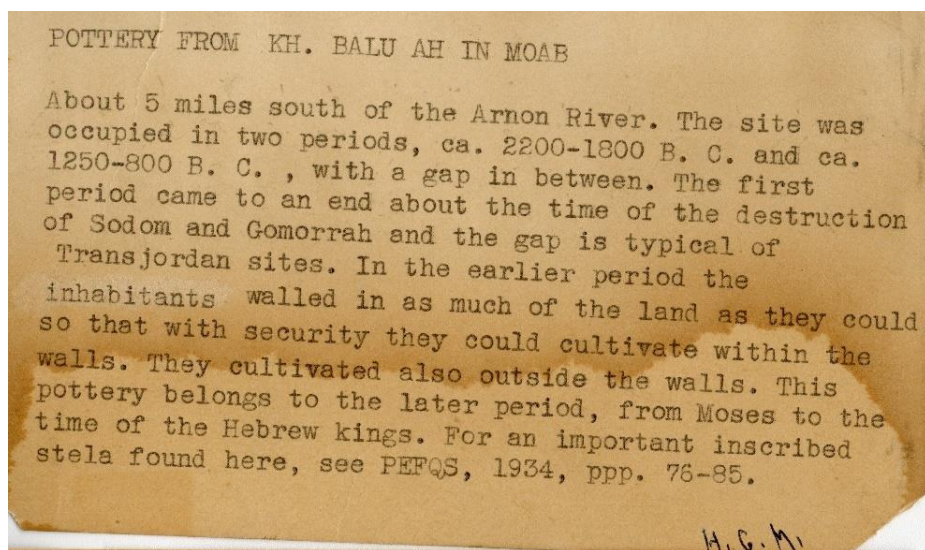 POTTERY FROM KH. BALU AH IN MOAB
About 5 miles south of the Arnon River. The site was
occupied in two periods, ca. 2200-1800 B. C. and ca.
1250-800 B. C. , with a gap in between. The first
period came to an end about the time of the destruction
of Sodom and Gomorrah and the gap is typical of
Transjordan sites. In the earlier period the
inhabitants walled in as much of the land as they could
so that with security they could cultivate within the
walls. They cultivated also outside the walls. This
pottery belongs to the later period, from Moses to the
time of the Hebrew kings. For an important inscribed
stela found here, see PEFQS, 1934, ppp. 76-85.
H. G. M.